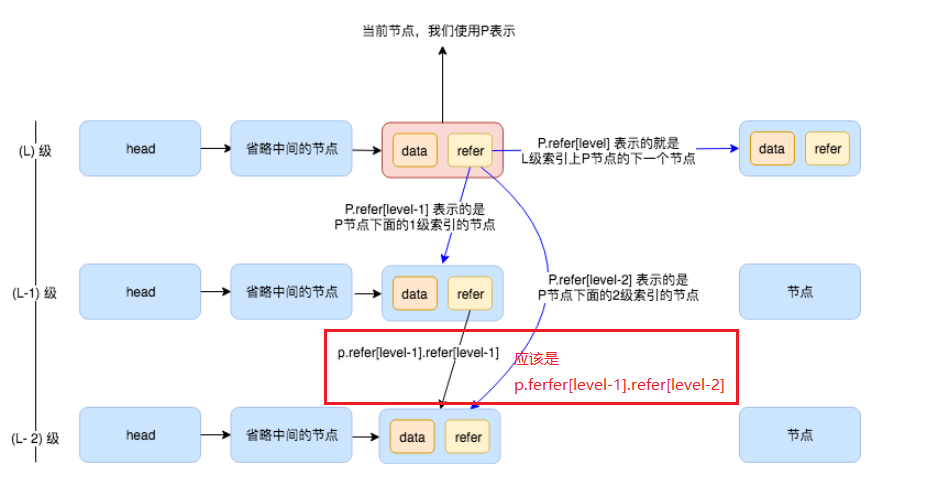 当前节点，我们使用P表示
(L) 级
head
省略中间的节点
data
refer
P.refer[level] 表示的就是
L级索引上P节点的下一个节点
data
refer
P.refer[level-1] 表示的是
P节点下面的1级索引的节点
(L-1) 级
head
省略中间的节点
data
refer
P.refer[level-2] 表示的是
P节点下面的2级索引的节点
节点
p.refer[level-1].refer[level-1]
应该是
p.ferfer[level-1].refer[level-2]
(L- 2) 级
head
省略中间的节点
data
refer
节点